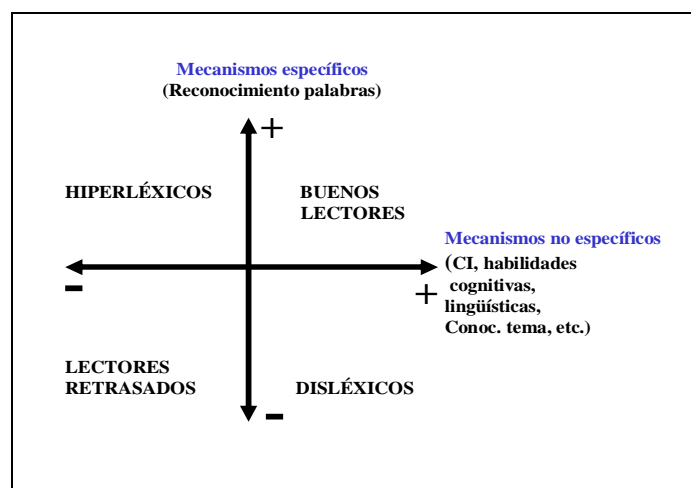 Mecanismos específicos
(Reconocimiento palabras)
+
HIPERLÉXICOS
BUENOS
LECTORES
Mecanismos no específicos
(CI, habilidades
cognitivas,
lingüísticas,
Conoc. tema, etc.)
-
+
LECTORES
RETRASADOS
DISLÉXICOS
-